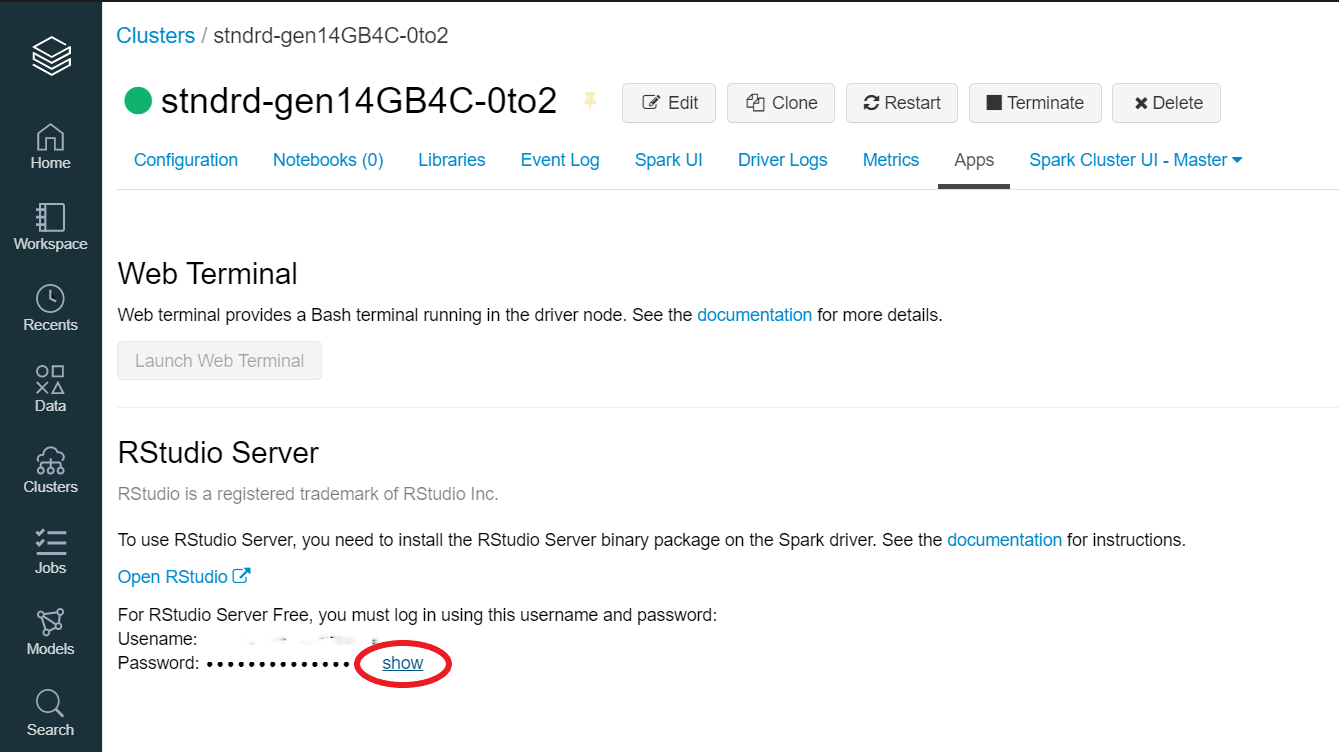 Clusters / stndrd-gen14GB4C-0to2
stndrd-gen14GB4C-0to2
Edit
Clone
Restart
Terminate
Delete
Configuration
Notebooks (0)
Libraries
Event Log
Spark UI
Driver Logs
Metrics
Apps
Spark Cluster UI - Master
Home
Workspace
Recents
Data
Clusters
Jobs
Models
Search
Web Terminal
Web terminal provides a Bash terminal running in the driver node. See the documentation for more details.
Launch Web Terminal
RStudio Server
RStudio is a registered trademark of RStudio Inc.
To use RStudio Server, you need to install the RStudio Server binary package on the Spark driver. See the documentation for instructions.
Open RStudio
For RStudio Server Free, you must log in using this username and password:
Usename:
Password: •••••••••••••• show